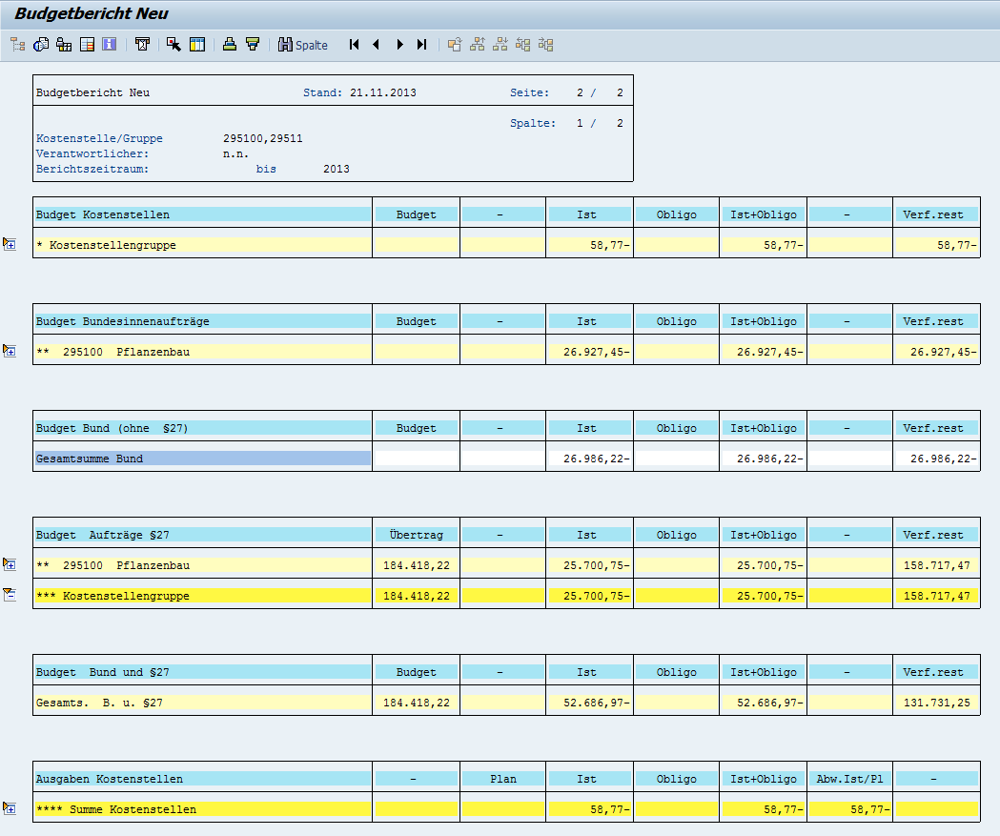 Budgetbericht Neu
Spalte
Budgetbericht Neu Stand: 21.11.2013 Seite: 2 / 2
Spalte: 1 / 2
Kostenstelle/Gruppe 295100,29511
Verantwortlicher: n.n.
Berichtszeitraum: bis 2013
Budget Kostenstellen Budget - Ist Obligo Ist+Obligo - Verf.rest
* Kostenstellengruppe 58,77- 58,77- 58,77-
Budget Bundesinnenaufträge Budget - Ist Obligo Ist+Obligo - Verf.rest
** 295100 Pflanzenbau 26.927,45- 26.927,45- 26.927,45-
Budget Bund (ohne §27) Budget - Ist Obligo Ist+Obligo - Verf.rest
Gesamtsumme Bund 26.986,22- 26.986,22- 26.986,22-
Budget Aufträge §27 Übertrag - Ist Obligo Ist+Obligo - Verf.rest
** 295100 Pflanzenbau 184.418,22 25.700,75- 25.700,75- 158.717,47
*** Kostenstellengruppe 184.418,22 25.700,75- 25.700,75- 158.717,47
Budget Bund und §27 Budget - Ist Obligo Ist+Obligo - Verf.rest
Gesamts. B. u. §27 184.418,22 52.686,97- 52.686,97- 131.731,25
Ausgaben Kostenstellen - Plan Ist Obligo Ist+Obligo Abw.Ist/Pl -
**** Summe Kostenstellen 58,77- 58,77- 58,77-